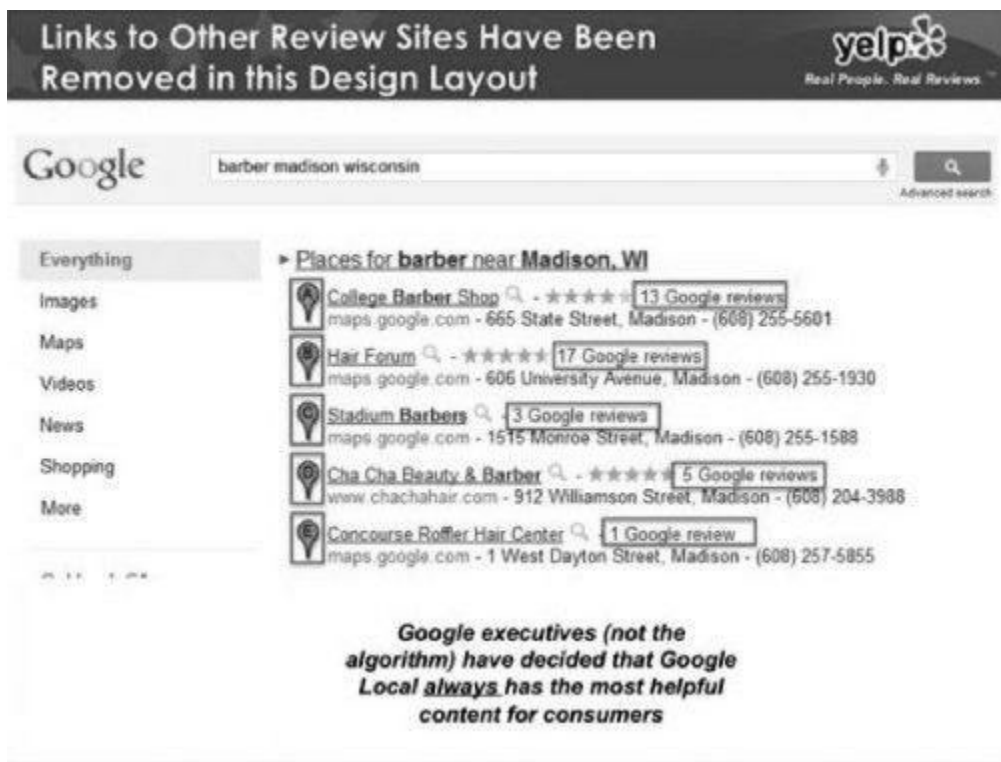 Links to Other Review Sites Have Been
Removed in this Design Layout
yelp
Real People. Real Reviews.™
Google
barber madison wisconsin
Advanced search
Everything
Images
Maps
Videos
News
Shopping
More
Places for barber near Madison, WI
A College Barber Shop - 13 Google reviews
maps.google.com - 665 State Street, Madison - (608) 255-5601
B Hair Forum - 17 Google reviews
maps.google.com - 606 University Avenue, Madison - (608) 255-1930
C Stadium Barbers - 3 Google reviews
maps.google.com - 1515 Monroe Street, Madison - (608) 255-1588
D Cha Cha Beauty & Barber - 5 Google reviews
www.chachahair.com - 912 Williamson Street, Madison - (608) 204-3988
E Concourse Roffler Hair Center - 1 Google review
maps.google.com - 1 West Dayton Street, Madison - (608) 257-5855
Google executives (not the
algorithm) have decided that Google
Local always has the most helpful
content for consumers